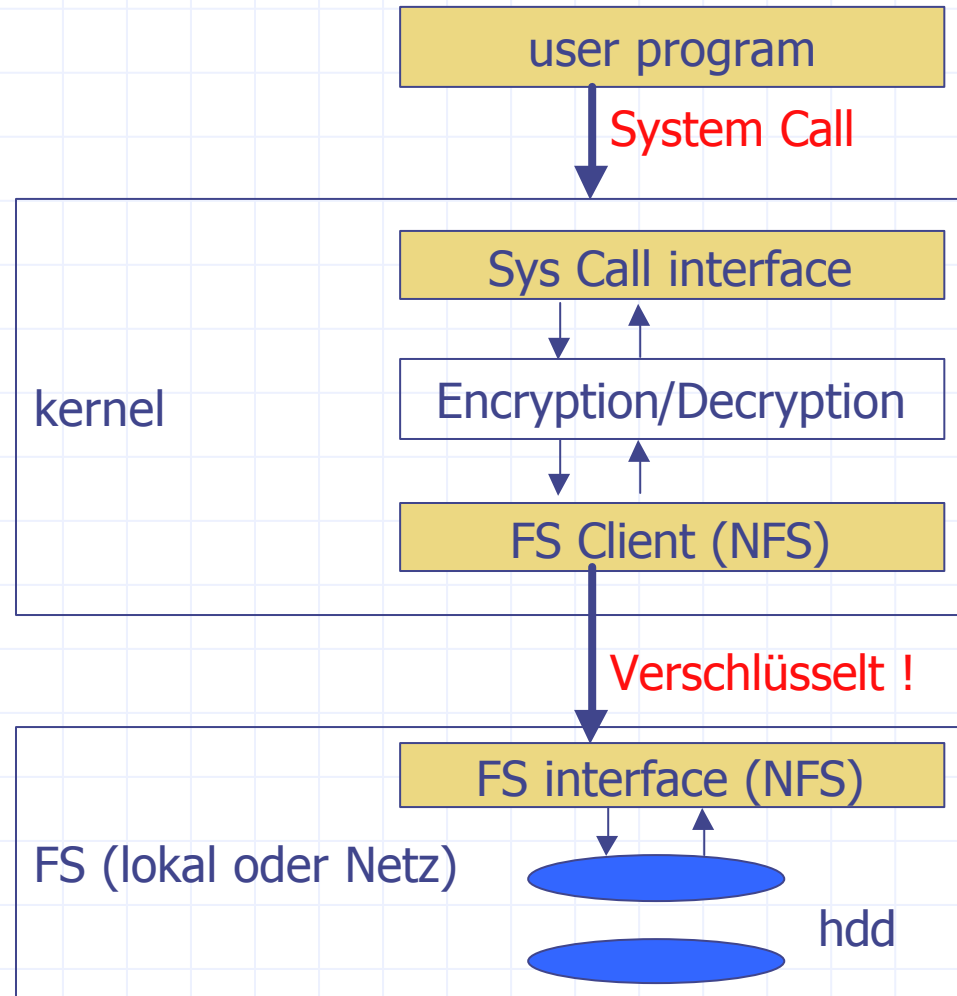 user program
System Call
Sys Call interface
kernel
Encryption/Decryption
FS Client (NFS)
Verschlüsselt !
FS interface (NFS)
FS (lokal oder Netz)
hdd